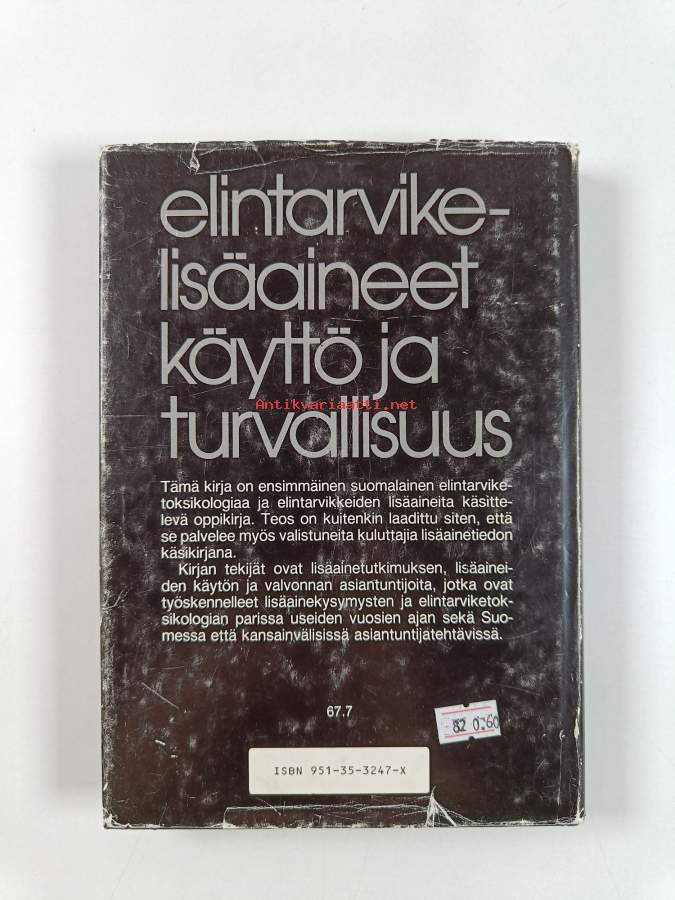 elintarvike-
lisäaineet
käyttö ja
Antikvariaatti.net
turvallisuus
Tämä kirja on ensimmäinen suomalainen elintarvike-
toksikologiaa ja elintarvikkeiden lisäaineita käsitte-
levä oppikirja. Teos on kuitenkin laadittu siten, että
se palvelee myös valistuneita kuluttajia lisäainetiedon
käsikirjana.
Kirjan tekijät ovat lisäainetutkimuksen, lisäainei-
den käytön ja valvonnan asiantuntijoita, jotka ovat
työskennelleet lisäainekysymysten ja elintarviketok-
sikologian parissa useiden vuosien ajan sekä Suo-
messa että kansainvälisissä asiantuntijatehtävissä.
67.7
82 0.60
ISBN 951-35-3247-X